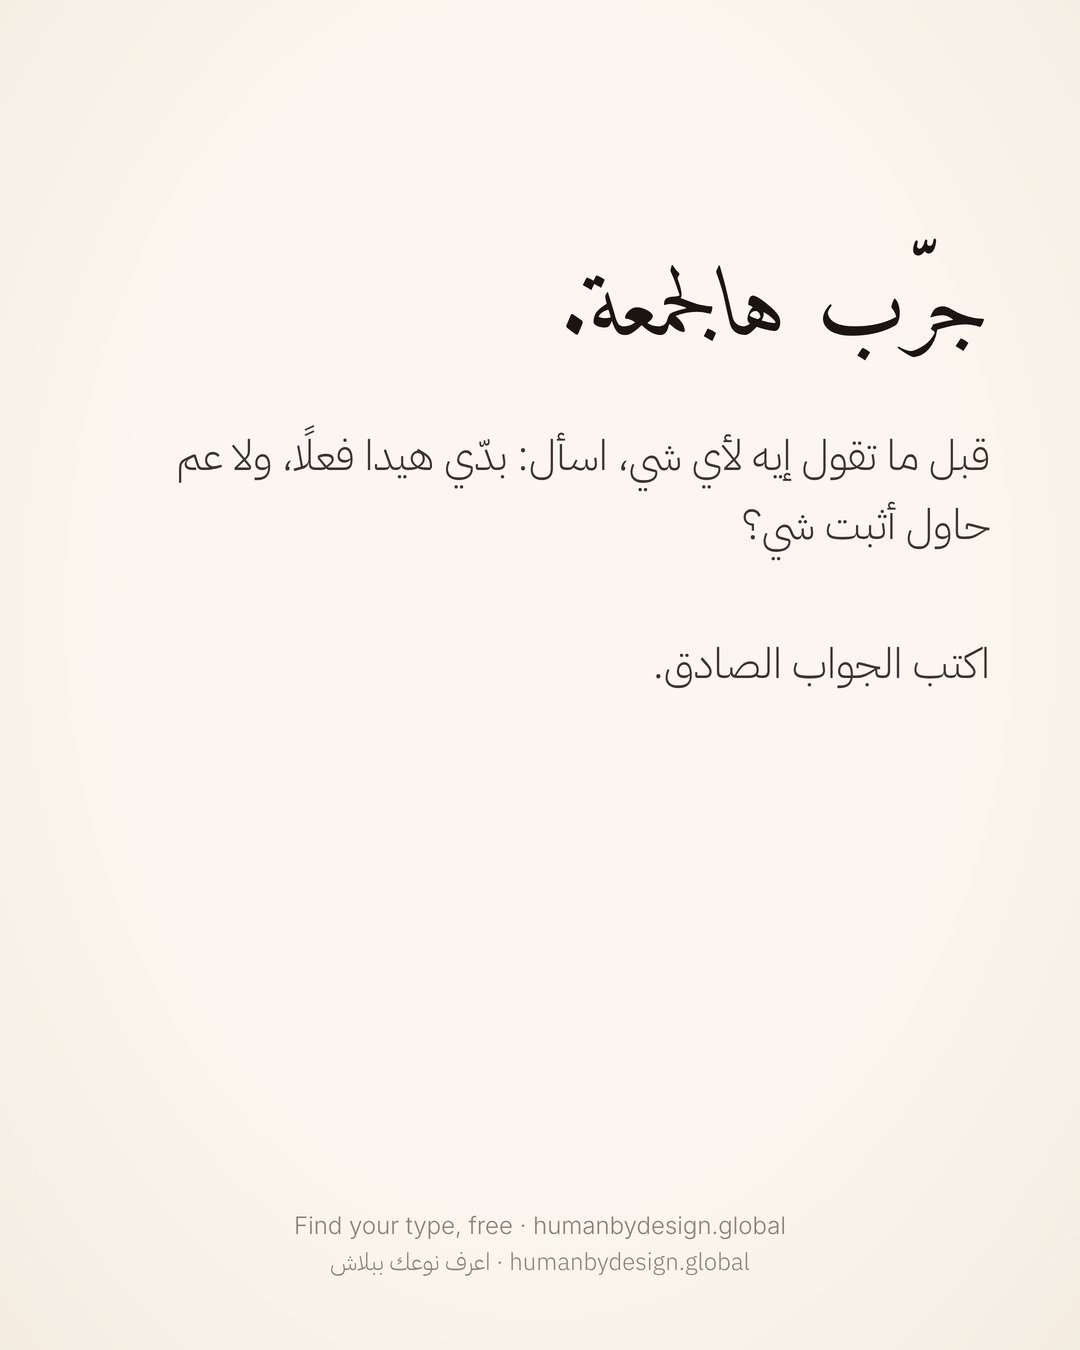 جرّب هالجمعة.
قبل ما تقول إيه لأي شي، اسأل: بدّي هيدا فعلًا، ولا عم
حاول أثبت شي؟
اكتب الجواب الصادق.
Find your type, free · humanbydesign.global
اعرف نوعك ببلاش · humanbydesign.global